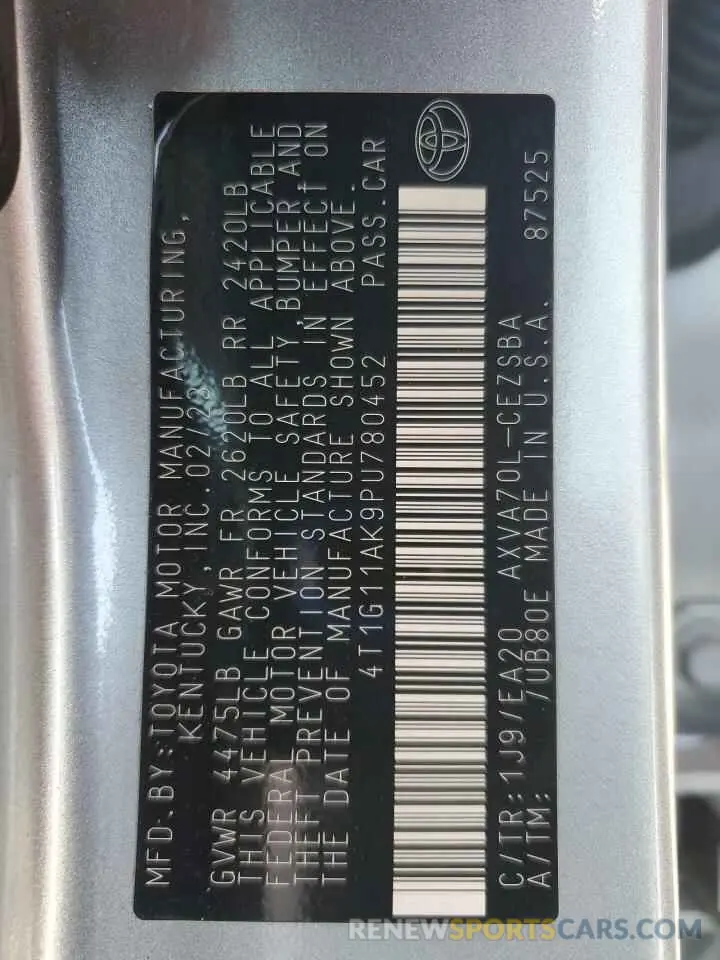 MFD.BY:TOYOTA MOTOR MANUFACTURING,
KENTUCKY,INC.02/23
GVWR 4475LB GAWR FR 2620LB RR 2420LB
THIS VEHICLE CONFORMS TO ALL APPLICABLE
FEDERAL MOTOR VEHICLE SAFETY,BUMPER,AND
THEFT PREVENTION STANDARDS IN EFFECT ON
THE DATE OF MANUFACTURE SHOWN ABOVE.
4T1G11AK9PU780452 PASS.CAR
C/TR:1J9/EA20 AXVA70L-CEZSBA
A/TM: /UB80E MADE IN U.S.A. 87525
RENEWSPORTSCARS.COM